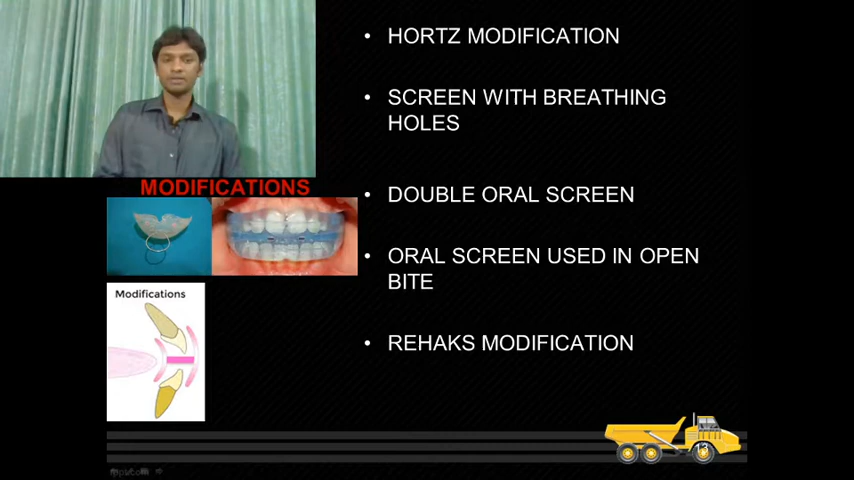 HORTZ MODIFICATION
SCREEN WITH BREATHING
HOLES
MODIFICATIONS
DOUBLE ORAL SCREEN
ORAL SCREEN USED IN OPEN
BITE
Modifications
REHAKS MODIFICATION
13